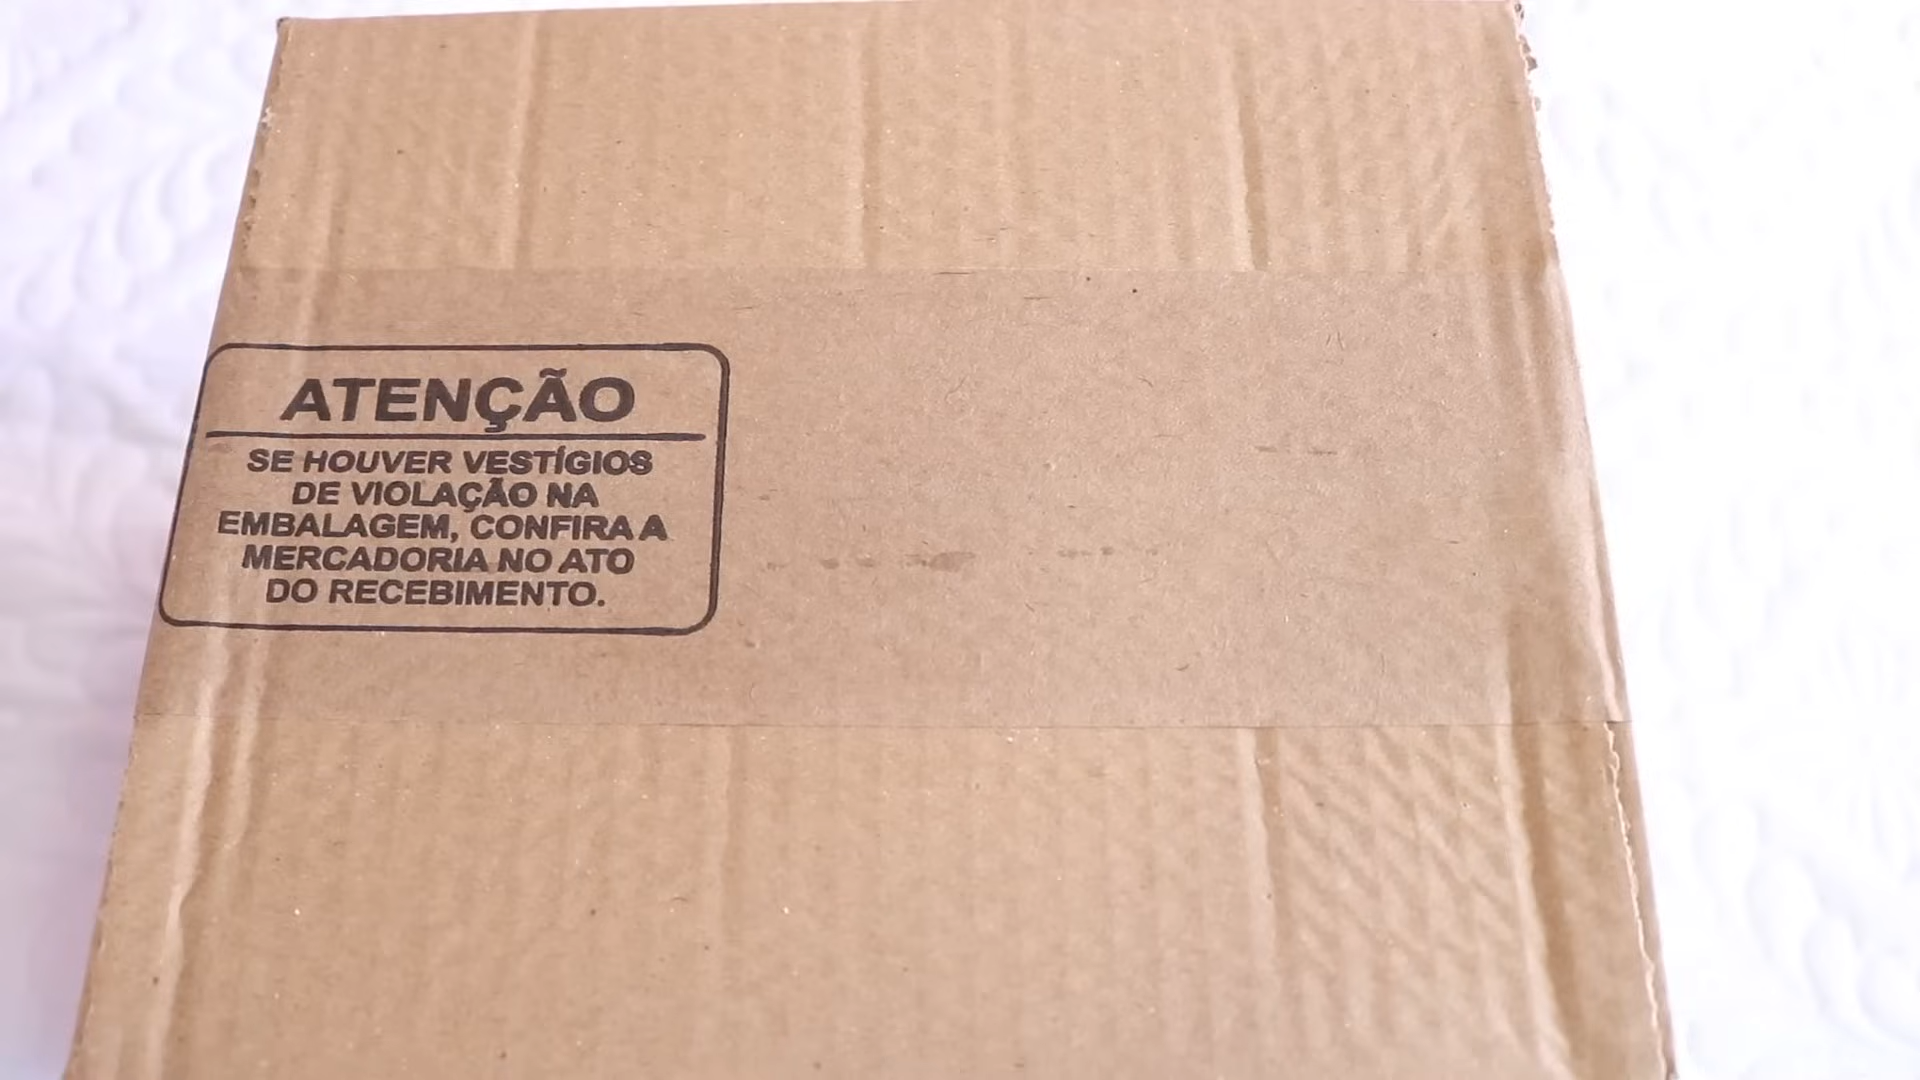 ATENÇÃO
SE HOUVER VESTÍGIOS
DE VIOLAÇÃO NA
EMBALAGEM, CONFIRA A
MERCADORIA NO ATO
DO RECEBIMENTO.